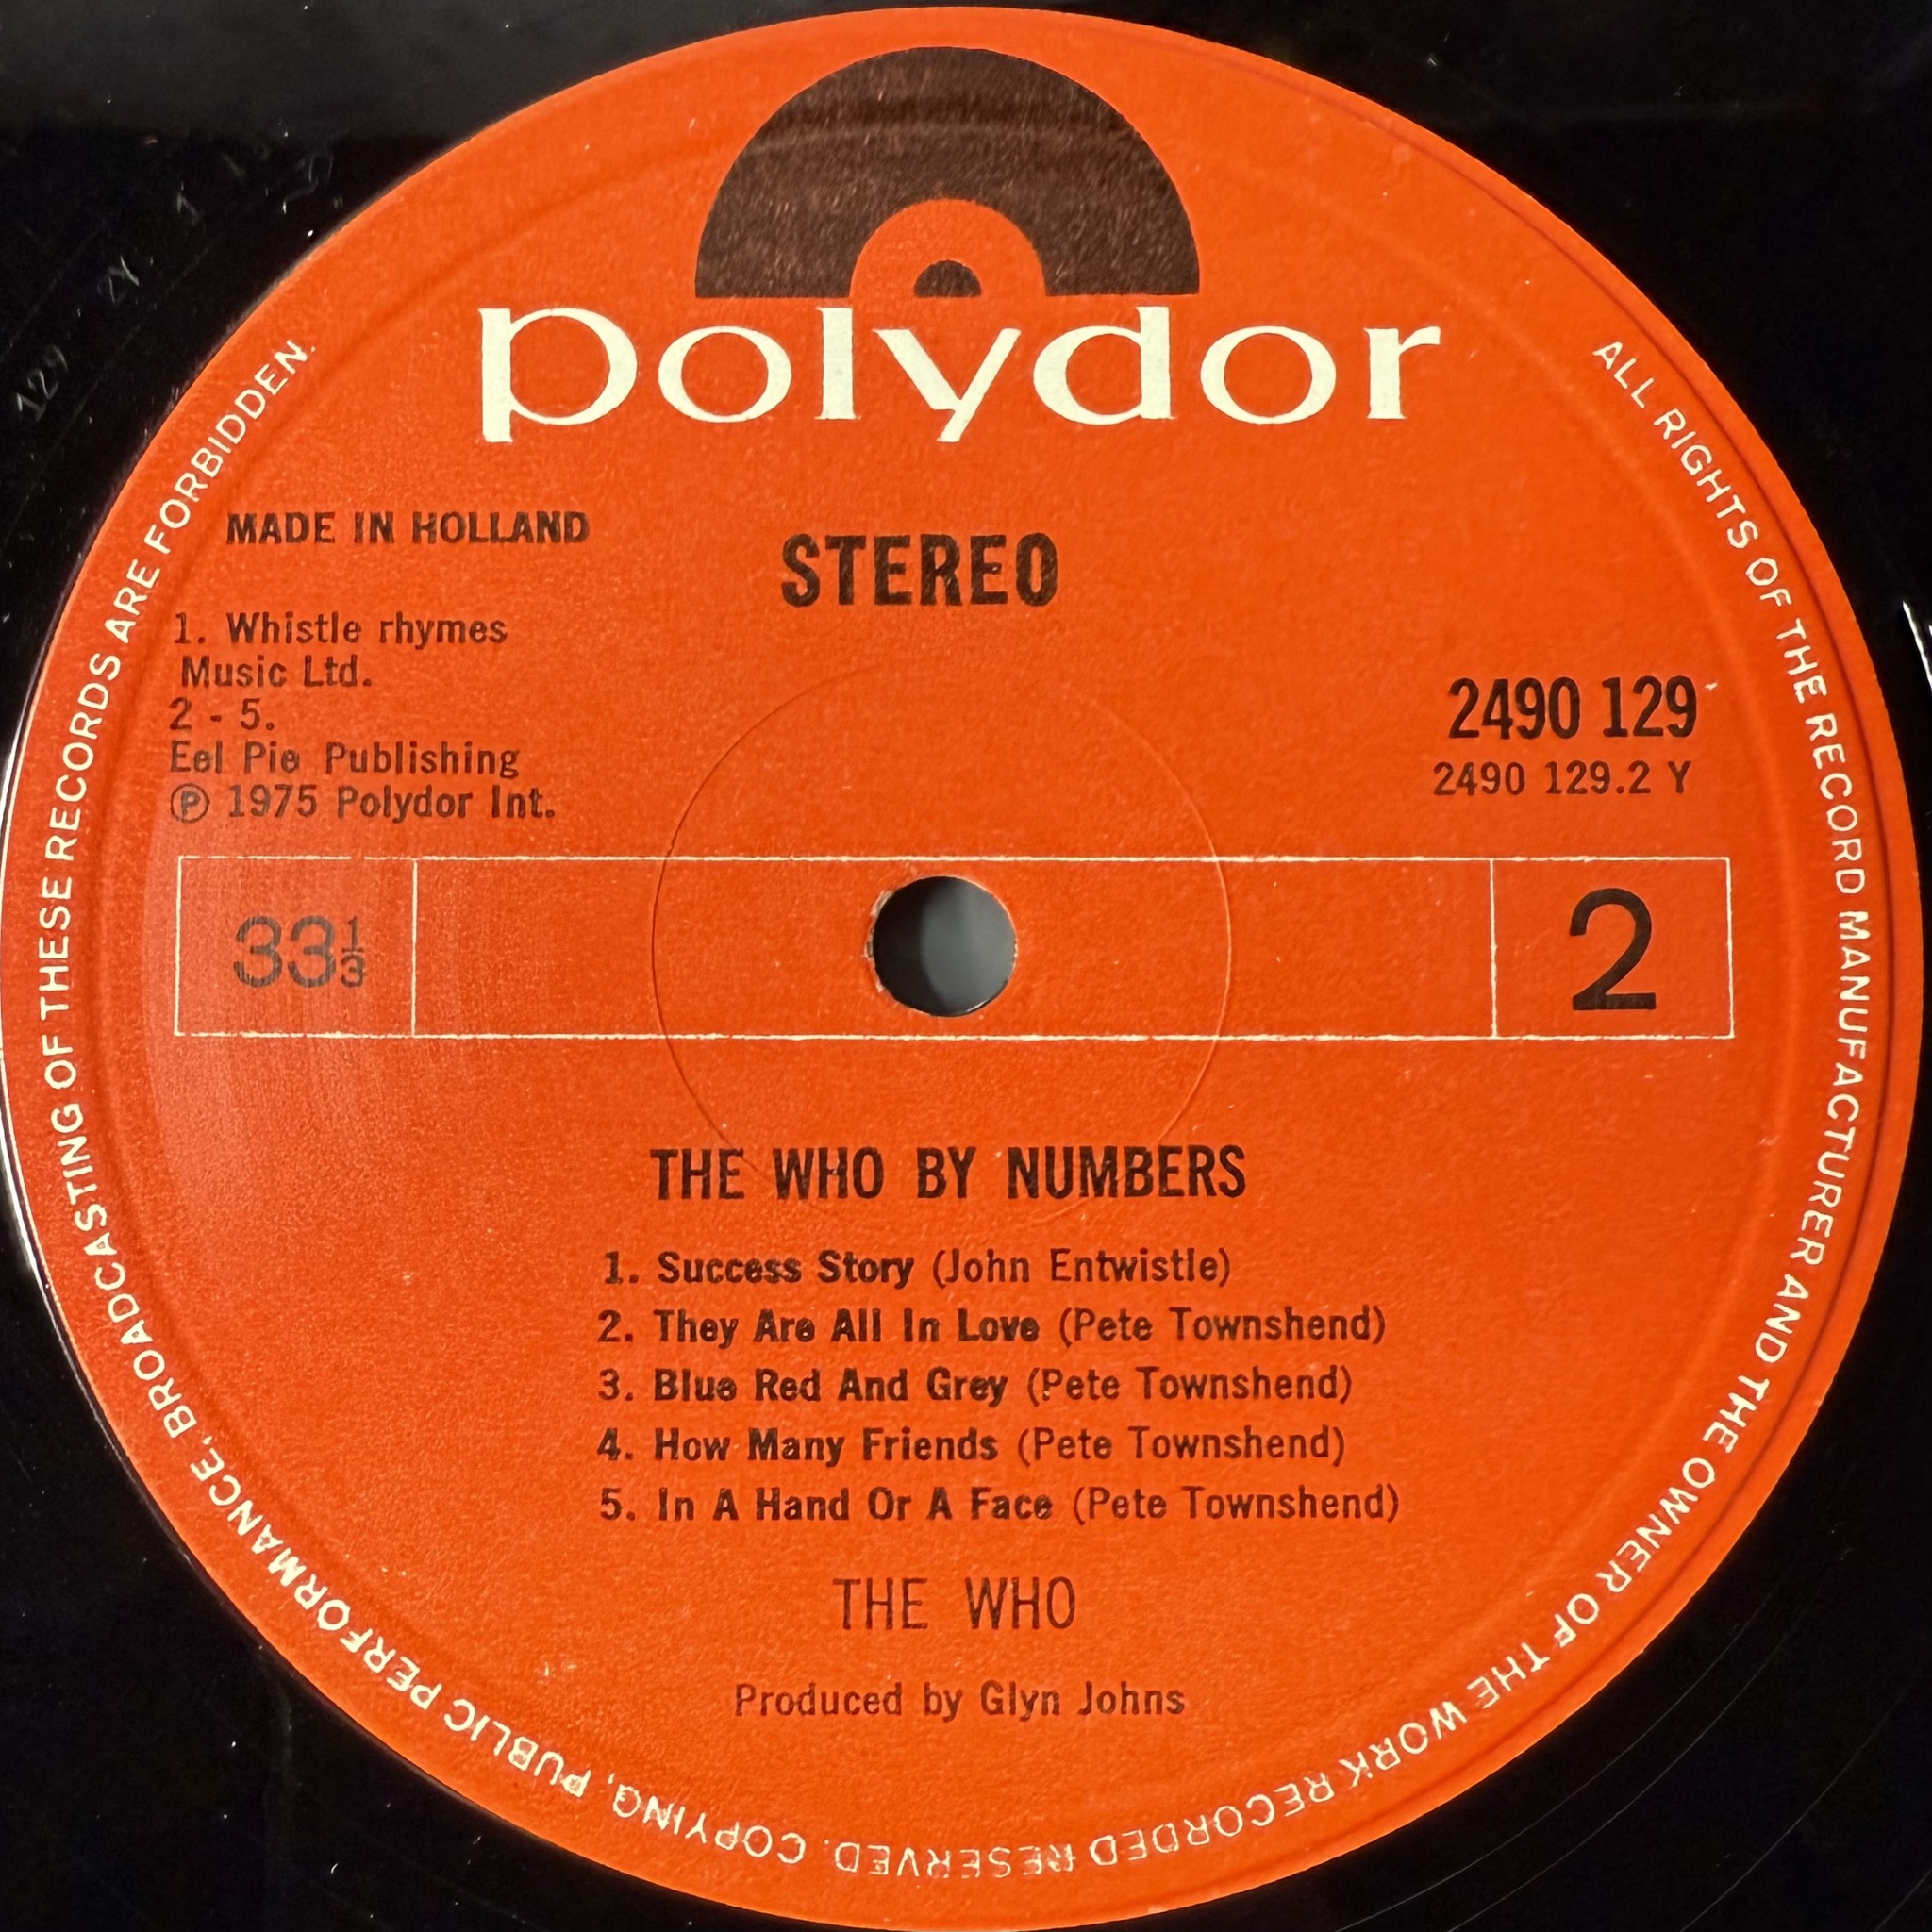 polydor
MADE IN HOLLAND
STEREO
1. Whistle rhymes
Music Ltd.
2 - 5.
Eel Pie Publishing
℗ 1975 Polydor Int.
2490 129
2490 129.2 Y
33⅓
2
THE WHO BY NUMBERS
1. Success Story (John Entwistle)
2. They Are All In Love (Pete Townshend)
3. Blue Red And Grey (Pete Townshend)
4. How Many Friends (Pete Townshend)
5. In A Hand Or A Face (Pete Townshend)
THE WHO
Produced by Glyn Johns
ALL RIGHTS OF THE RECORD MANUFACTURER AND THE OWNER OF THE WORK RECORDED RESERVED. COPYING, PUBLIC PERFORMANCE, BROADCASTING OF THESE RECORDS ARE FORBIDDEN.
129 2Y 1